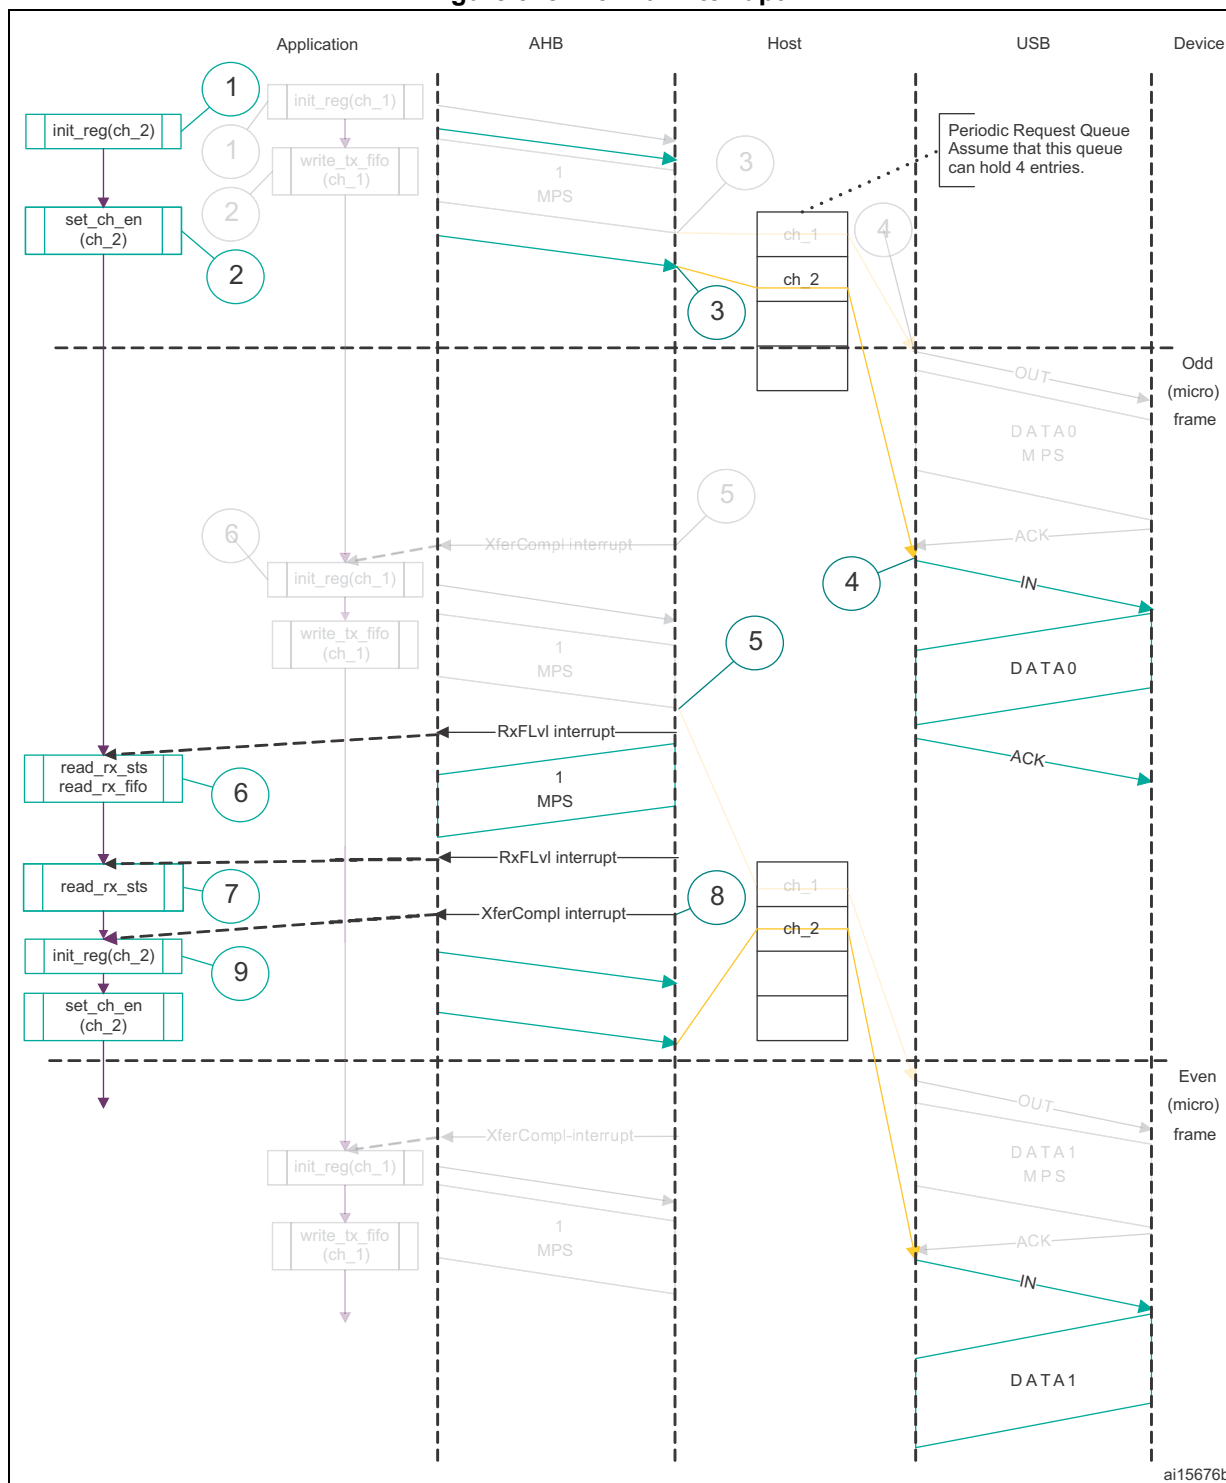 Application AHB Host USB Device
1
init_reg(ch_1)
init_reg(ch_2)
1
Periodic Request Queue
Assume that this queue
can hold 4 entries.
write_tx_fifo
(ch_1)
1
MPS
3
2
set_ch_en
(ch_2)
2
ch_1
4
ch_2
3
Odd
(micro)
frame
OUT
DATA0
MPS
5
6
XferCompl interrupt
ACK
init_reg(ch_1)
4
IN
write_tx_fifo
(ch_1)
1
MPS
5
DATA0
RxFLvl interrupt
ACK
read_rx_sts
read_rx_fifo
6
1
MPS
RxFLvl interrupt
read_rx_sts
7
8
ch_1
XferCompl interrupt
ch_2
init_reg(ch_2)
9
set_ch_en
(ch_2)
Even
(micro)
frame
OUT
XferCompl-interrupt
DATA1
MPS
init_reg(ch_1)
write_tx_fifo
(ch_1)
1
MPS
ACK
IN
DATA1
ai15676b